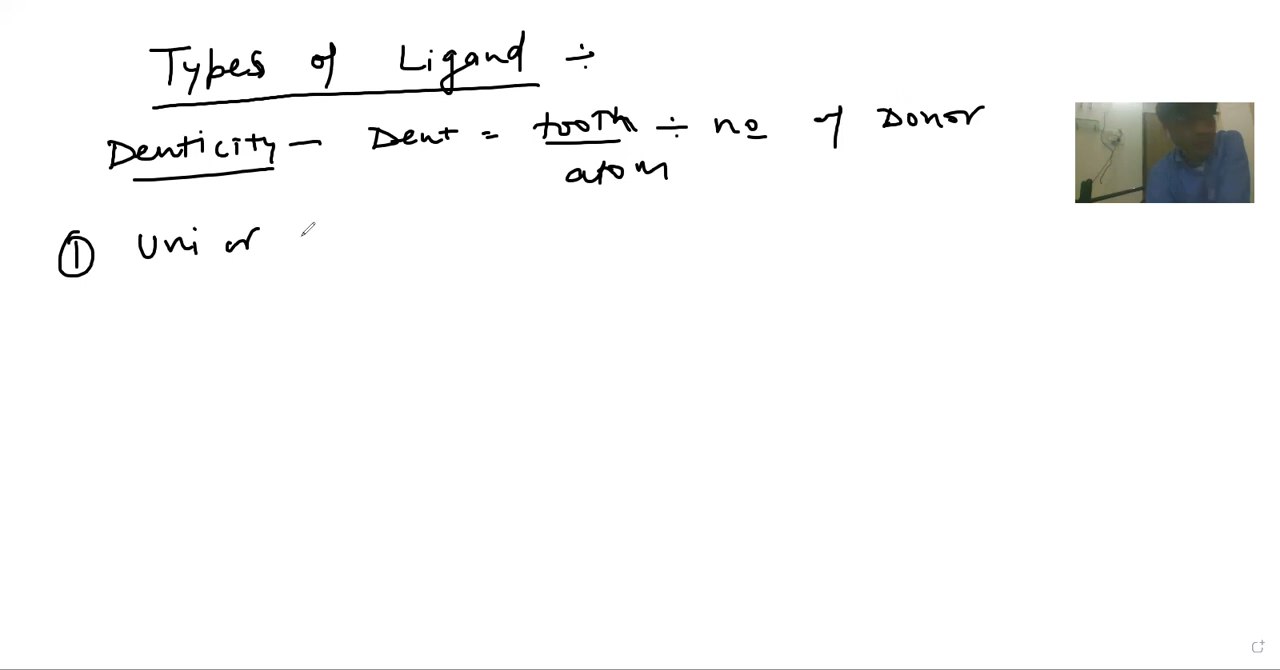 Types of Ligand ÷
Denticity – Dent = tooth ÷ no of Donor
atom
① Uni or